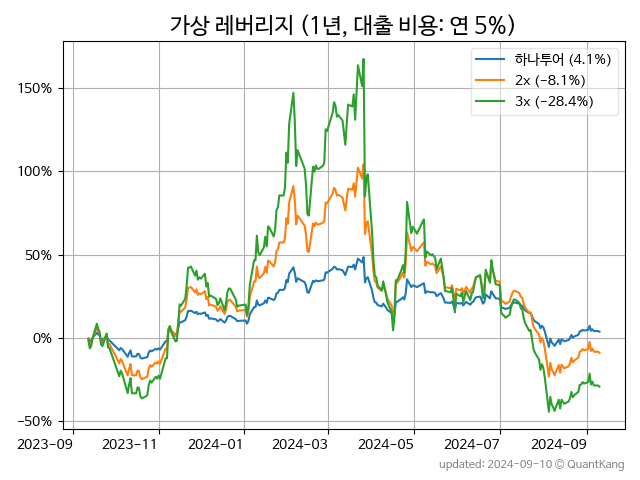 가상 레버리지 (1년, 대출 비용: 연 5%)
하나투어 (4.1%)
2x (−8.1%)
3x (−28.4%)
150%
100%
50%
0%
−50%
2023−09 2023−11 2024−01 2024−03 2024−05 2024−07 2024−09
updated: 2024−09−10 © QuantKang